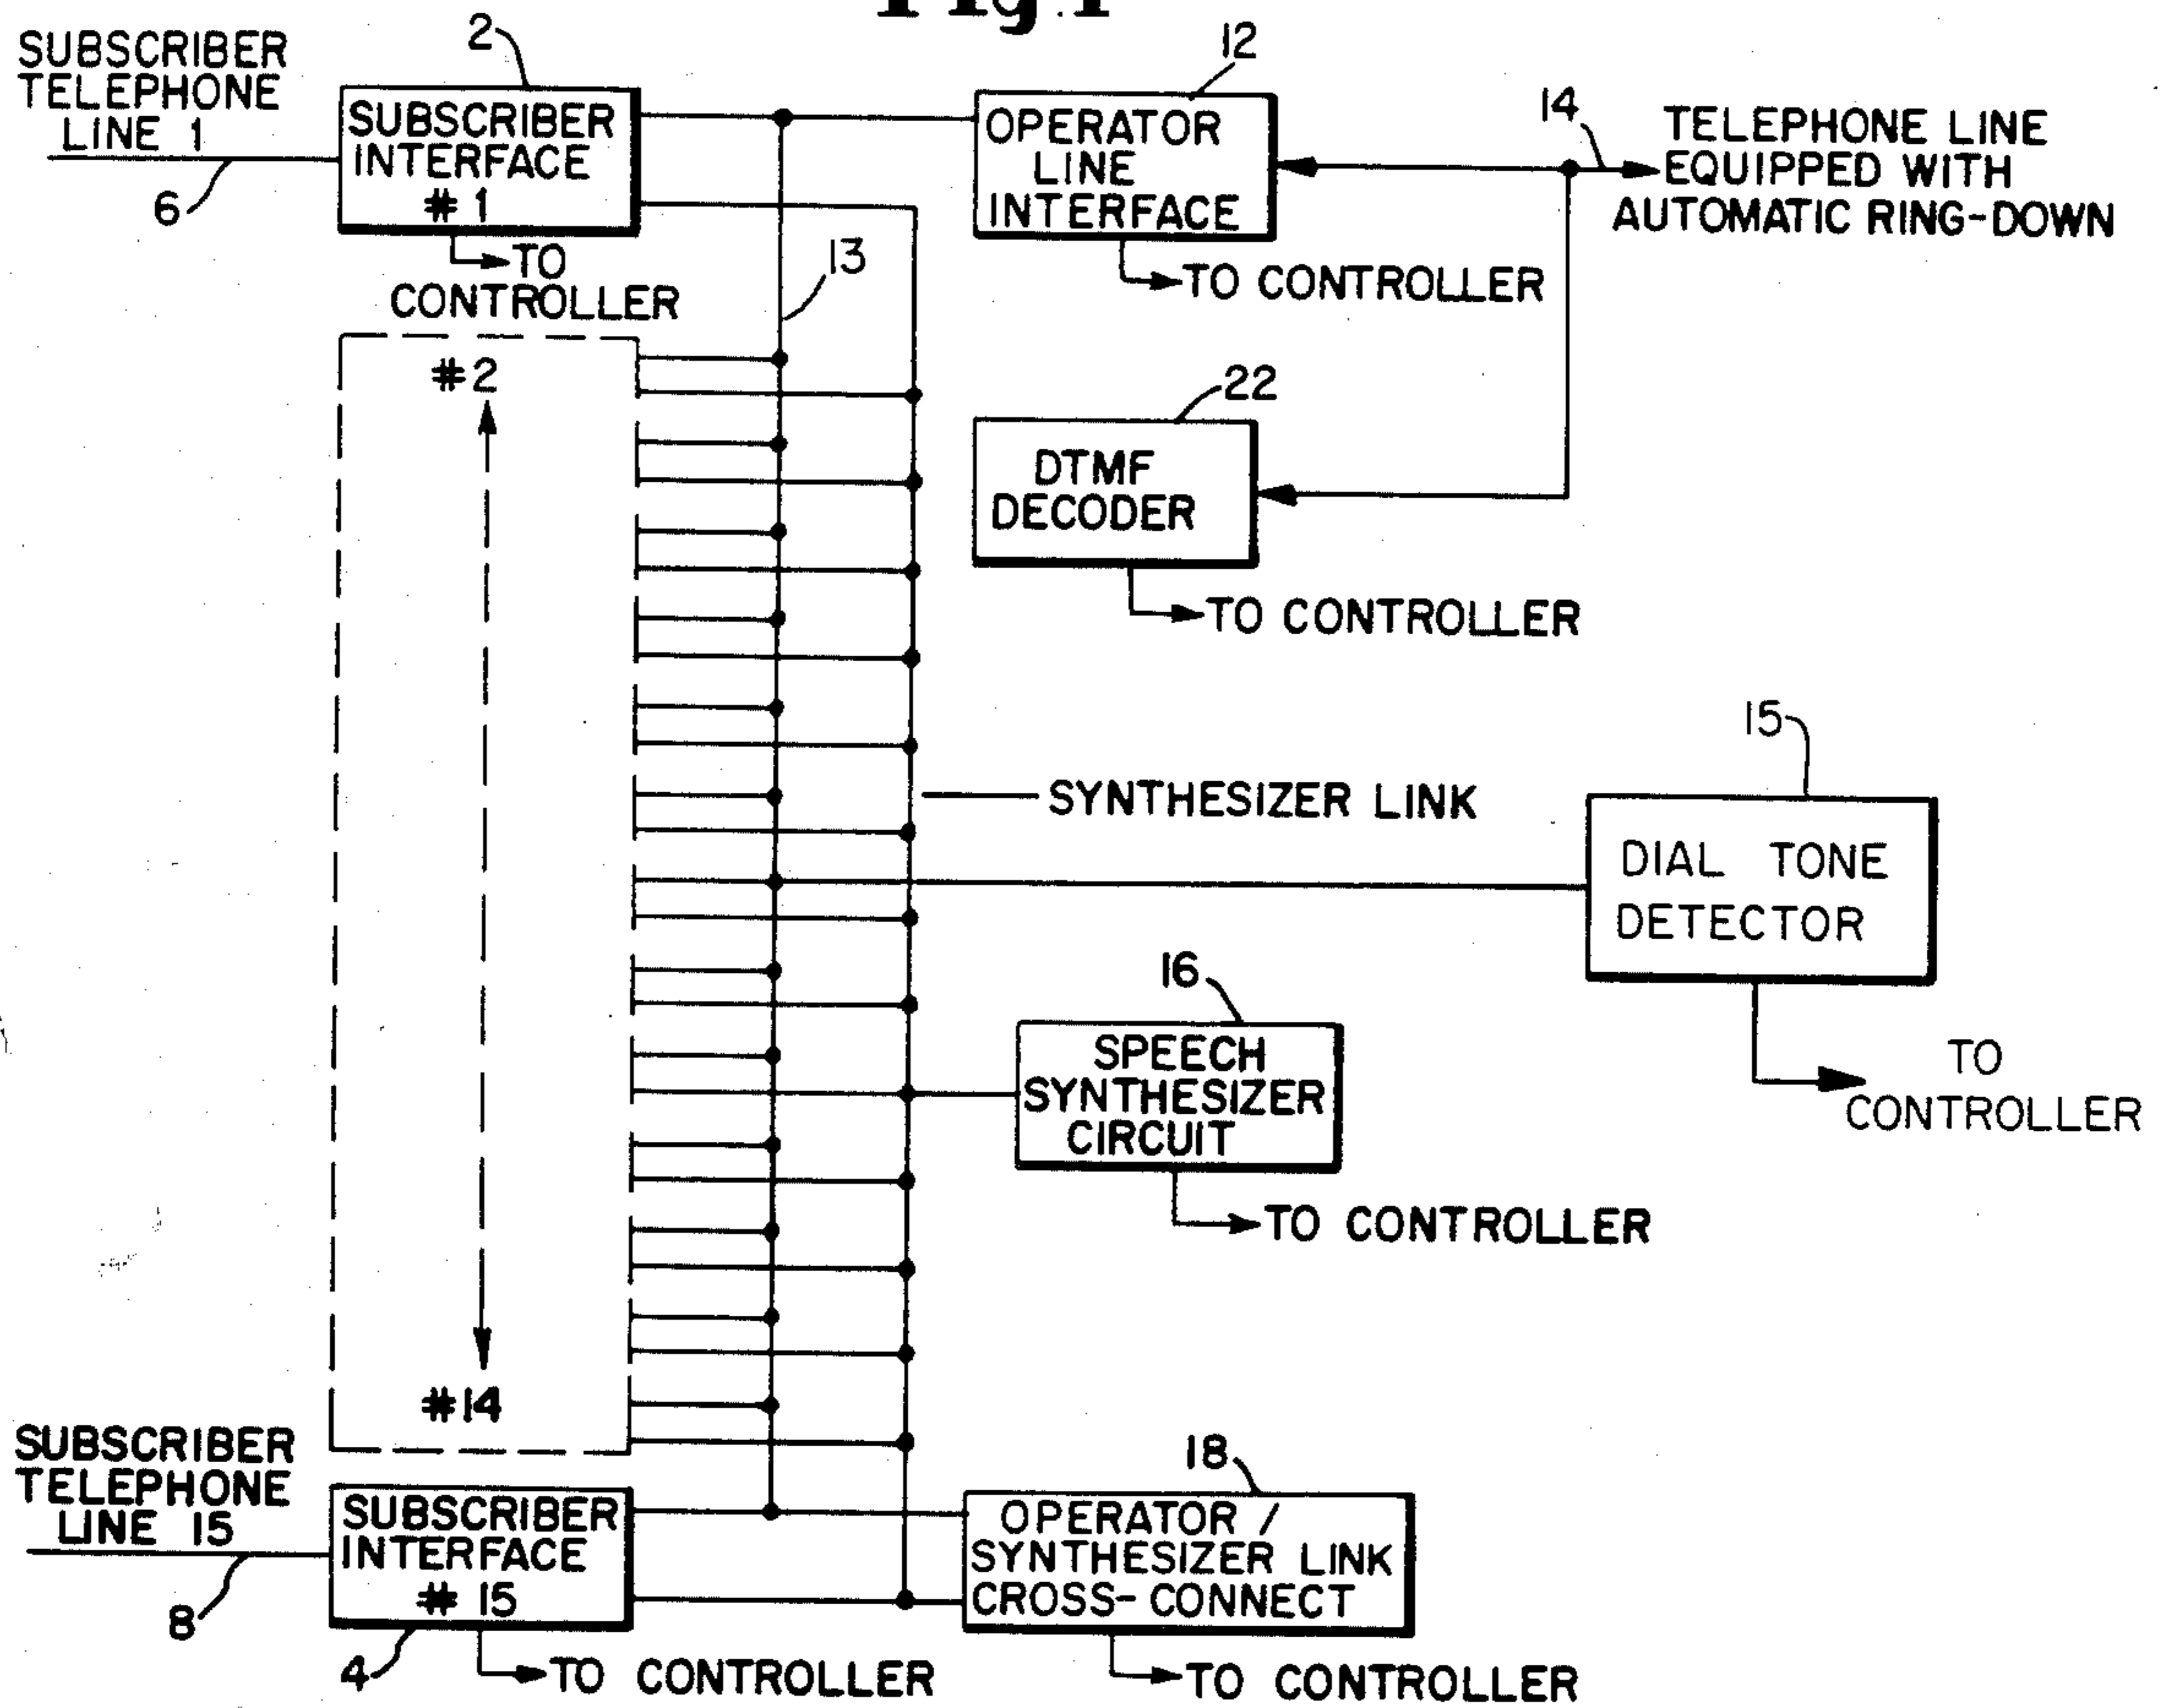 Fig.1
2
12
SUBSCRIBER
TELEPHONE
LINE 1
6
SUBSCRIBER
INTERFACE
# 1
TO
CONTROLLER
OPERATOR
LINE
INTERFACE
TO CONTROLLER
14
TELEPHONE LINE
EQUIPPED WITH
AUTOMATIC RING-DOWN
13
#2
22
DTMF
DECODER
TO CONTROLLER
SYNTHESIZER LINK
15
DIAL TONE
DETECTOR
TO
CONTROLLER
16
SPEECH
SYNTHESIZER
CIRCUIT
TO CONTROLLER
#14
SUBSCRIBER
TELEPHONE
LINE 15
8
SUBSCRIBER
INTERFACE
# 15
4
TO CONTROLLER
18
OPERATOR /
SYNTHESIZER LINK
CROSS-CONNECT
TO CONTROLLER